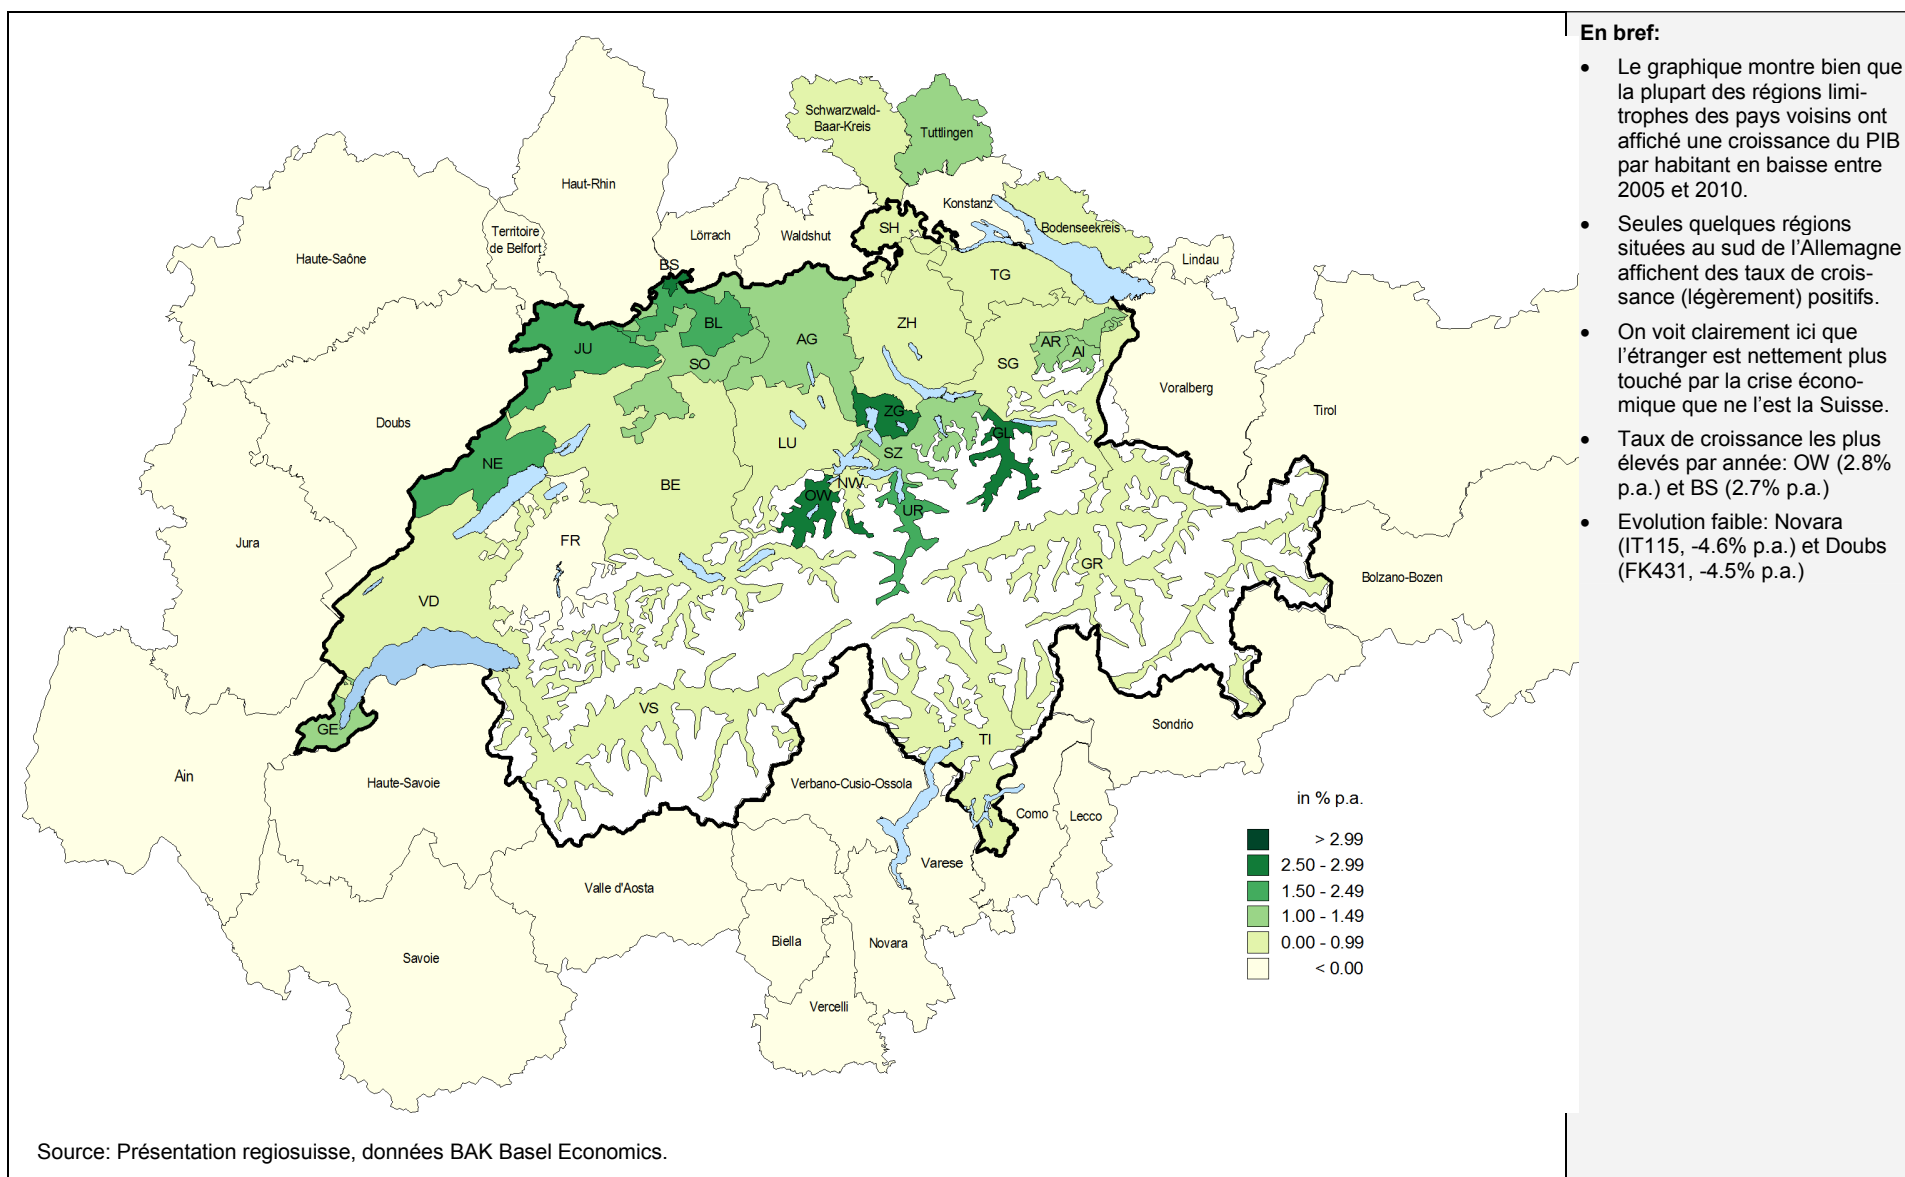 Schwarzwald-
Baar-Kreis
Tuttlingen
Haut-Rhin
Konstanz
Territoire
de Belfort
Lörrach
Waldshut
SH
Bodenseekreis
Haute-Saône
BS
TG
Lindau
JU
BL
AG
ZH
AR
AI
SO
SG
Voralberg
Tirol
Doubs
ZG
GL
LU
SZ
NE
BE
OW
NW
UR
Jura
FR
GR
Bolzano-Bozen
VD
VS
Sondrio
GE
TI
Ain
Haute-Savoie
Verbano-Cusio-Ossola
Como
Lecco
Varese
Valle d'Aosta
Biella
Novara
Savoie
Vercelli
in % p.a.
> 2.99
2.50 - 2.99
1.50 - 2.49
1.00 - 1.49
0.00 - 0.99
< 0.00
Source: Présentation regiosuisse, données BAK Basel Economics.
En bref:
• Le graphique montre bien que
la plupart des régions limi-
trophes des pays voisins ont
affiché une croissance du PIB
par habitant en baisse entre
2005 et 2010.
• Seules quelques régions
situées au sud de l'Allemagne
affichent des taux de crois-
sance (légèrement) positifs.
• On voit clairement ici que
l'étranger est nettement plus
touché par la crise écono-
mique que ne l'est la Suisse.
• Taux de croissance les plus
élevés par année: OW (2.8%
p.a.) et BS (2.7% p.a.)
• Evolution faible: Novara
(IT115, -4.6% p.a.) et Doubs
(FK431, -4.5% p.a.)